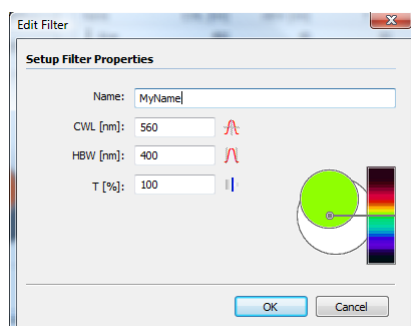 Edit Filter
Setup Filter Properties
Name: MyName
CWL [nm]: 560
HBW [nm]: 400
T [%]: 100
OK Cancel